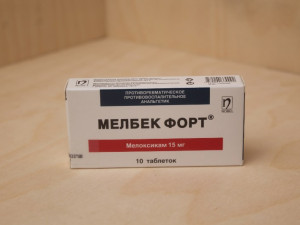 ПРОТИВОРЕВМАТИЧЕСКОЕ
ПРОТИВОВОСПАЛИТЕЛЬНОЕ
АНАЛЬГЕТИК
МЕЛБЕК ФОРТ®
Мелоксикам 15 мг
10 таблеток